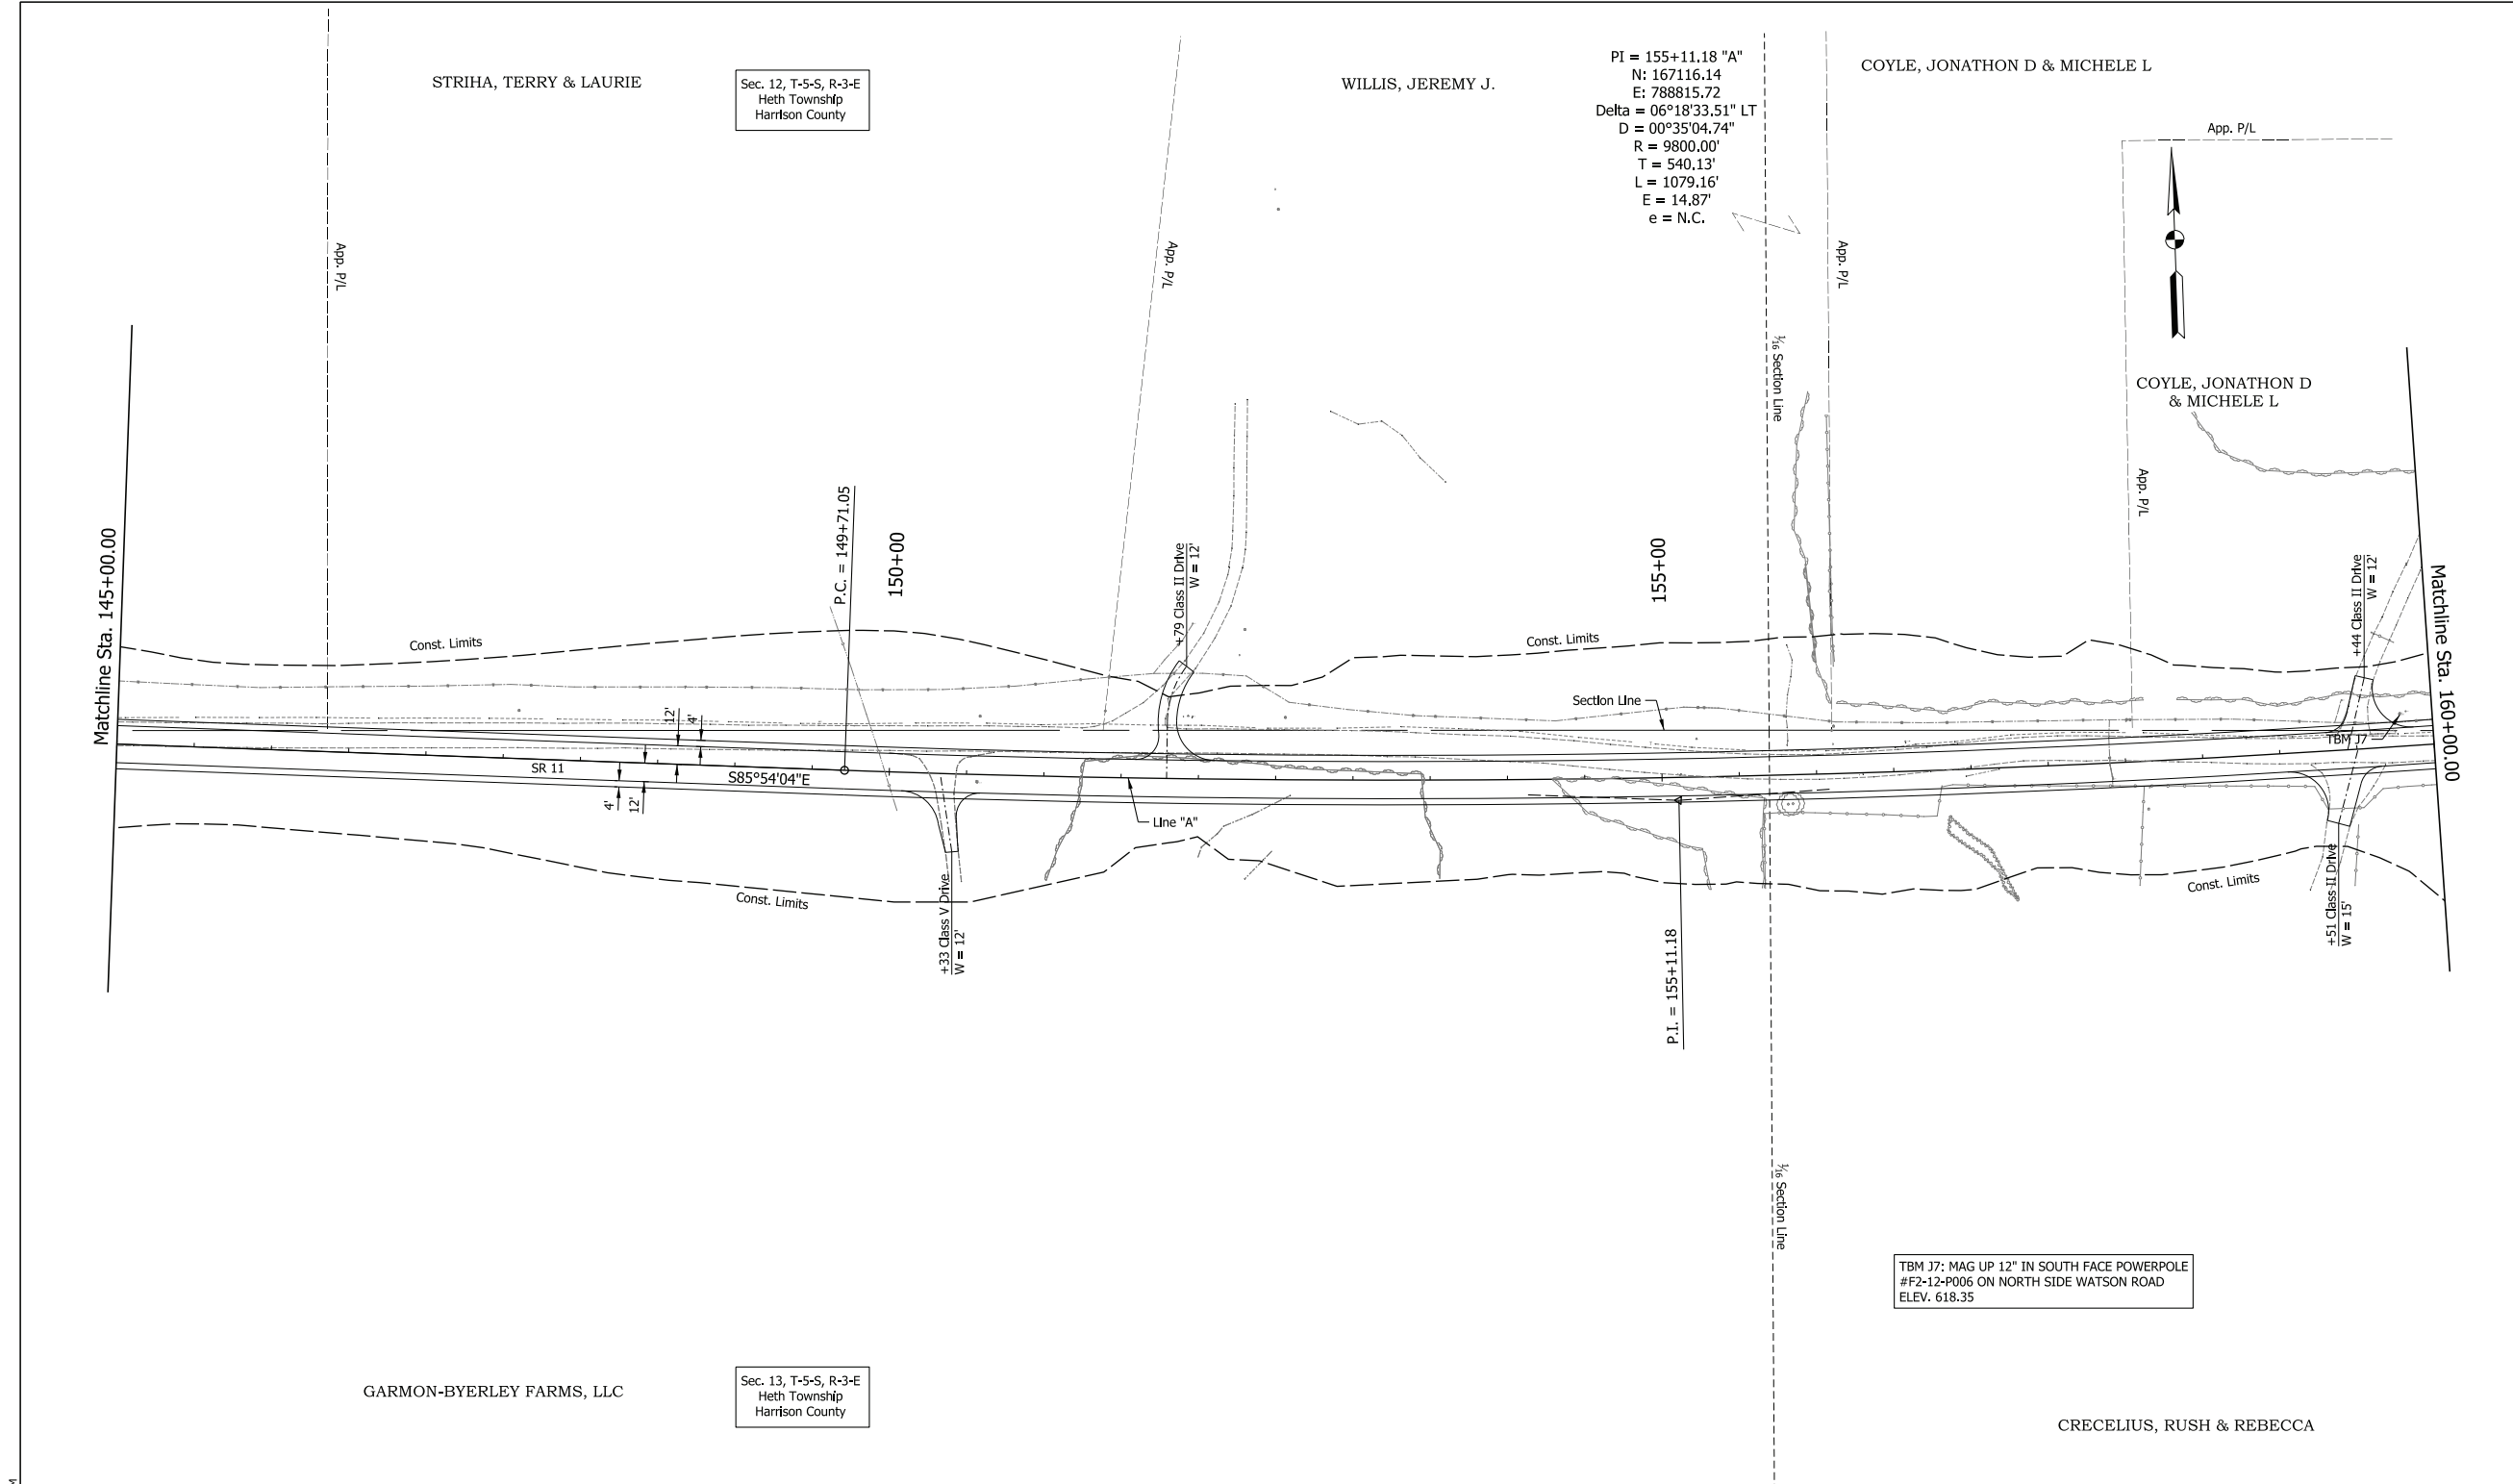 STRIHA, TERRY & LAURIE
Sec. 12, T-5-S, R-3-E
Heth Township
Harrison County
WILLIS, JEREMY J.
PI = 155+11.18 "A"
N: 167116.14
E: 788815.72
Delta = 06°18'33.51" LT
D = 00°35'04.74"
R = 9800.00'
T = 540.13'
L = 1079.16'
E = 14.87'
e = N.C.
COYLE, JONATHON D & MICHELE L
App. P/L
App. P/L
App. P/L
App. P/L
1/16 Section Line
COYLE, JONATHON D
& MICHELE L
App. P/L
Matchline Sta. 145+00.00
P.C. = 149+71.05
150+00
+79 Class II Drive
W = 12'
155+00
+44 Class II Drive
W = 12'
Matchline Sta. 160+00.00
Const. Limits
Const. Limits
Section Line
12'
4'
TBM J7
SR 11
S85°54'04"E
4'
12'
Line "A"
Const. Limits
+33 Class V Drive
W = 12'
P.I. = 155+11.18
Const. Limits
+51 Class II Drive
W = 15'
1/16 Section Line
TBM J7: MAG UP 12" IN SOUTH FACE POWERPOLE
#F2-12-P006 ON NORTH SIDE WATSON ROAD
ELEV. 618.35
GARMON-BYERLEY FARMS, LLC
Sec. 13, T-5-S, R-3-E
Heth Township
Harrison County
CRECELIUS, RUSH & REBECCA